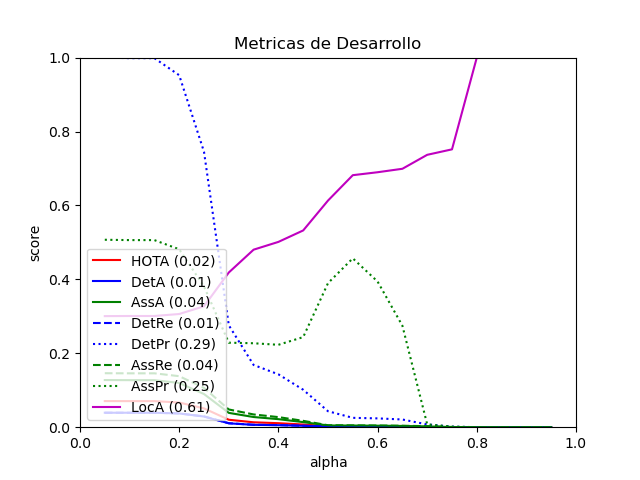 Metricas de Desarrollo
score
1.0
0.8
0.6
0.4
0.2
0.0
HOTA (0.02)
DetA (0.01)
AssA (0.04)
DetRe (0.01)
DetPr (0.29)
AssRe (0.04)
AssPr (0.25)
LocA (0.61)
0.0 0.2 0.4 0.6 0.8 1.0
alpha